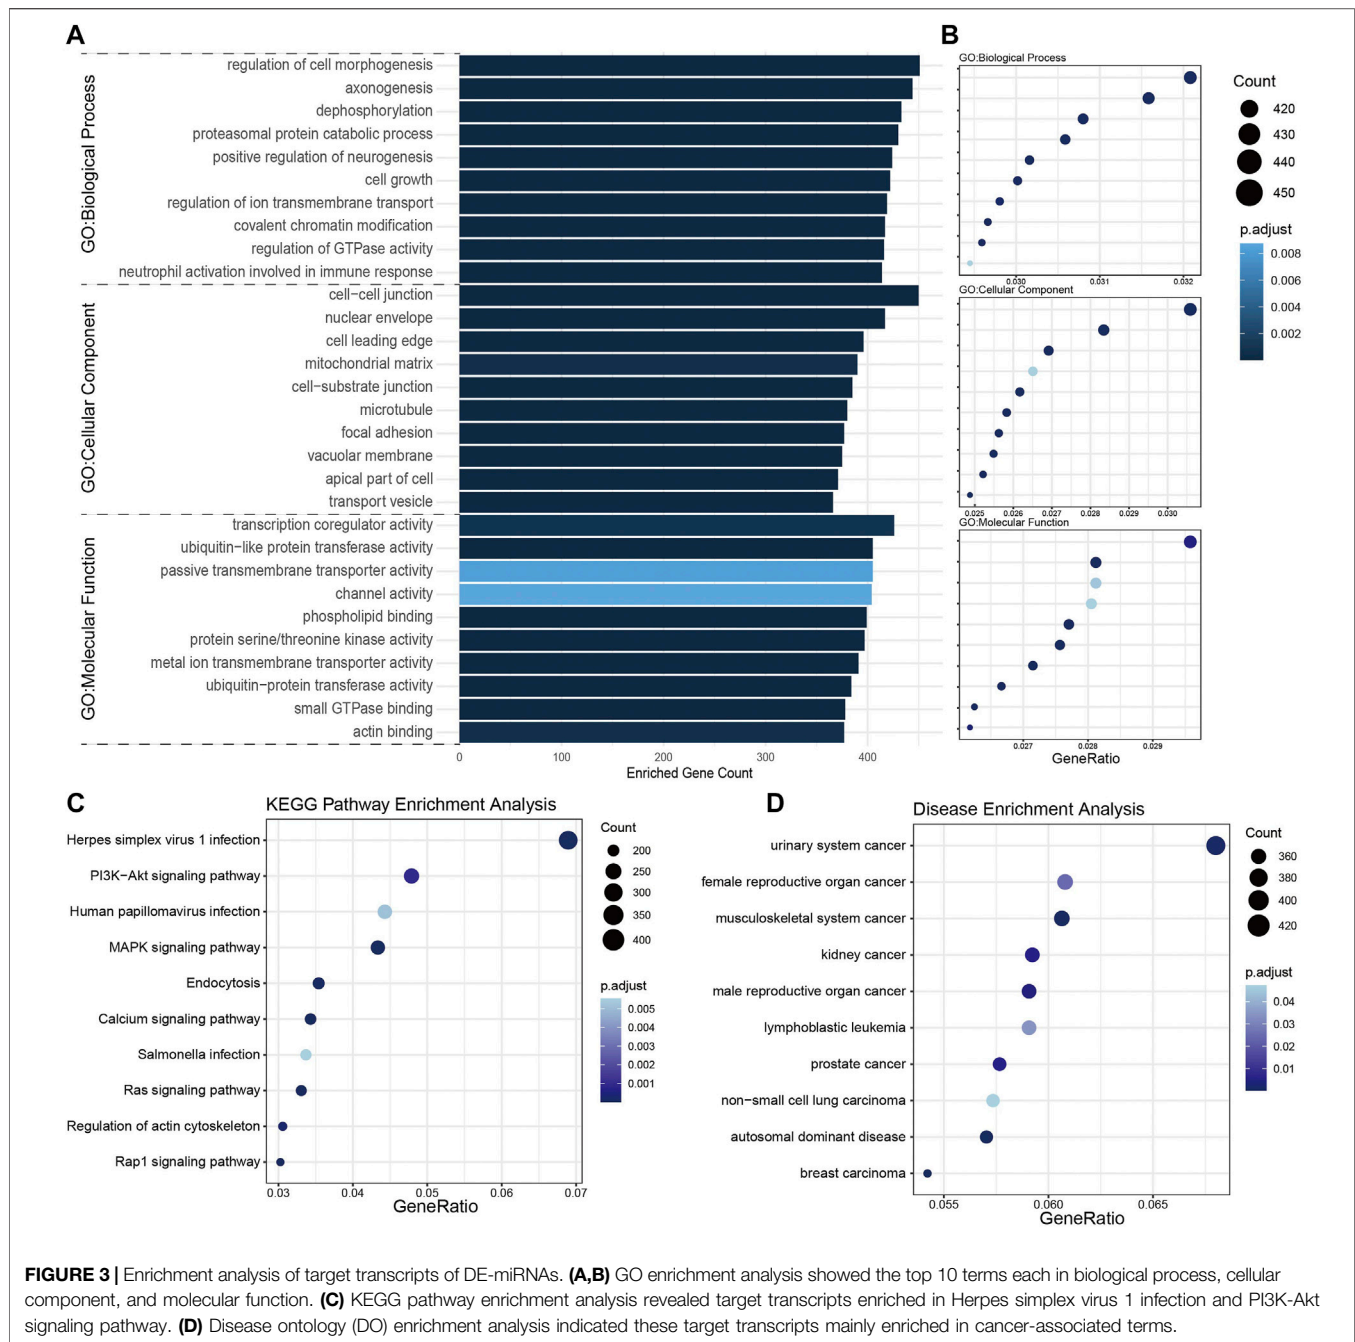 A
GO:Biological Process
regulation of cell morphogenesis
axonogenesis
dephosphorylation
proteasomal protein catabolic process
positive regulation of neurogenesis
cell growth
regulation of ion transmembrane transport
covalent chromatin modification
regulation of GTPase activity
neutrophil activation involved in immune response
GO:Cellular Component
cell−cell junction
nuclear envelope
cell leading edge
mitochondrial matrix
cell−substrate junction
microtubule
focal adhesion
vacuolar membrane
apical part of cell
transport vesicle
GO:Molecular Function
transcription coregulator activity
ubiquitin−like protein transferase activity
passive transmembrane transporter activity
channel activity
phospholipid binding
protein serine/threonine kinase activity
metal ion transmembrane transporter activity
ubiquitin−protein transferase activity
small GTPase binding
actin binding
0 100 200 300 400
Enriched Gene Count
B
GO:Biological Process
0.030 0.031 0.032
GO:Cellular Component
0.025 0.026 0.027 0.028 0.029 0.030
GO:Molecular Function
0.027 0.028 0.029
GeneRatio
Count
420
430
440
450
p.adjust
0.008
0.006
0.004
0.002
C
KEGG Pathway Enrichment Analysis
Herpes simplex virus 1 infection
PI3K−Akt signaling pathway
Human papillomavirus infection
MAPK signaling pathway
Endocytosis
Calcium signaling pathway
Salmonella infection
Ras signaling pathway
Regulation of actin cytoskeleton
Rap1 signaling pathway
0.03 0.04 0.05 0.06 0.07
GeneRatio
Count
200
250
300
350
400
p.adjust
0.005
0.004
0.003
0.002
0.001
D
Disease Enrichment Analysis
urinary system cancer
female reproductive organ cancer
musculoskeletal system cancer
kidney cancer
male reproductive organ cancer
lymphoblastic leukemia
prostate cancer
non−small cell lung carcinoma
autosomal dominant disease
breast carcinoma
0.055 0.060 0.065
GeneRatio
Count
360
380
400
420
p.adjust
0.04
0.03
0.02
0.01
FIGURE 3 | Enrichment analysis of target transcripts of DE-miRNAs. (A,B) GO enrichment analysis showed the top 10 terms each in biological process, cellular
component, and molecular function. (C) KEGG pathway enrichment analysis revealed target transcripts enriched in Herpes simplex virus 1 infection and PI3K-Akt
signaling pathway. (D) Disease ontology (DO) enrichment analysis indicated these target transcripts mainly enriched in cancer-associated terms.